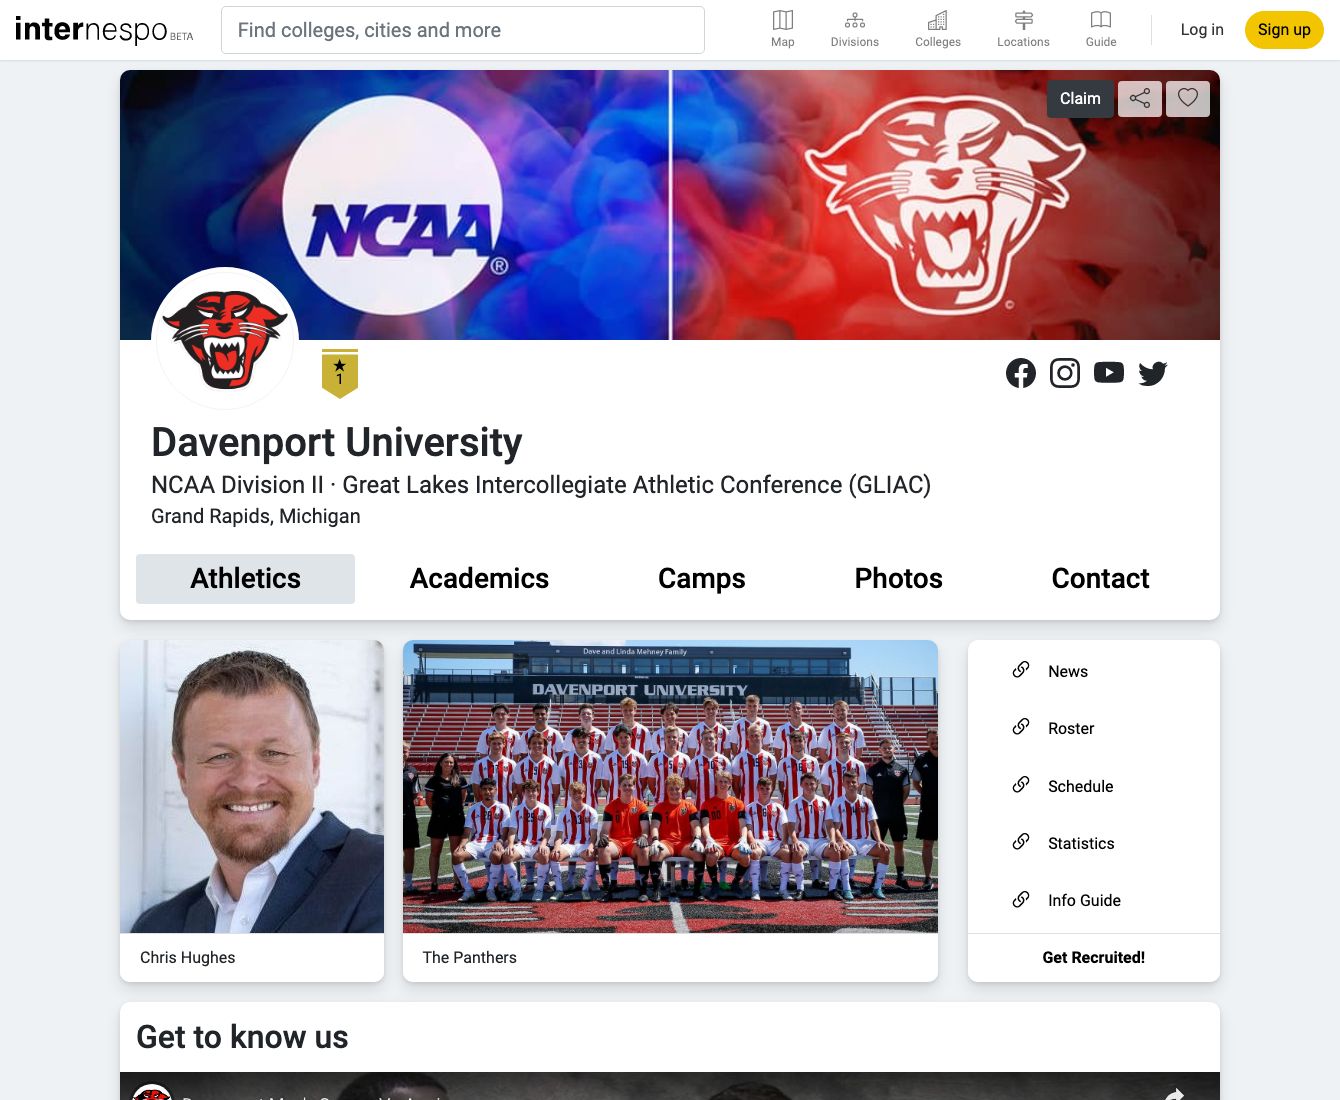 internespo BETA
Find colleges, cities and more
Map
Divisions
Colleges
Locations
Guide
Log in
Sign up
Claim
NCAA
®
©
1
Davenport University
NCAA Division II · Great Lakes Intercollegiate Athletic Conference (GLIAC)
Grand Rapids, Michigan
Athletics
Academics
Camps
Photos
Contact
Dave and Linda Mehney Family
DAVENPORT UNIVERSITY
Chris Hughes
The Panthers
News
Roster
Schedule
Statistics
Info Guide
Get Recruited!
Get to know us